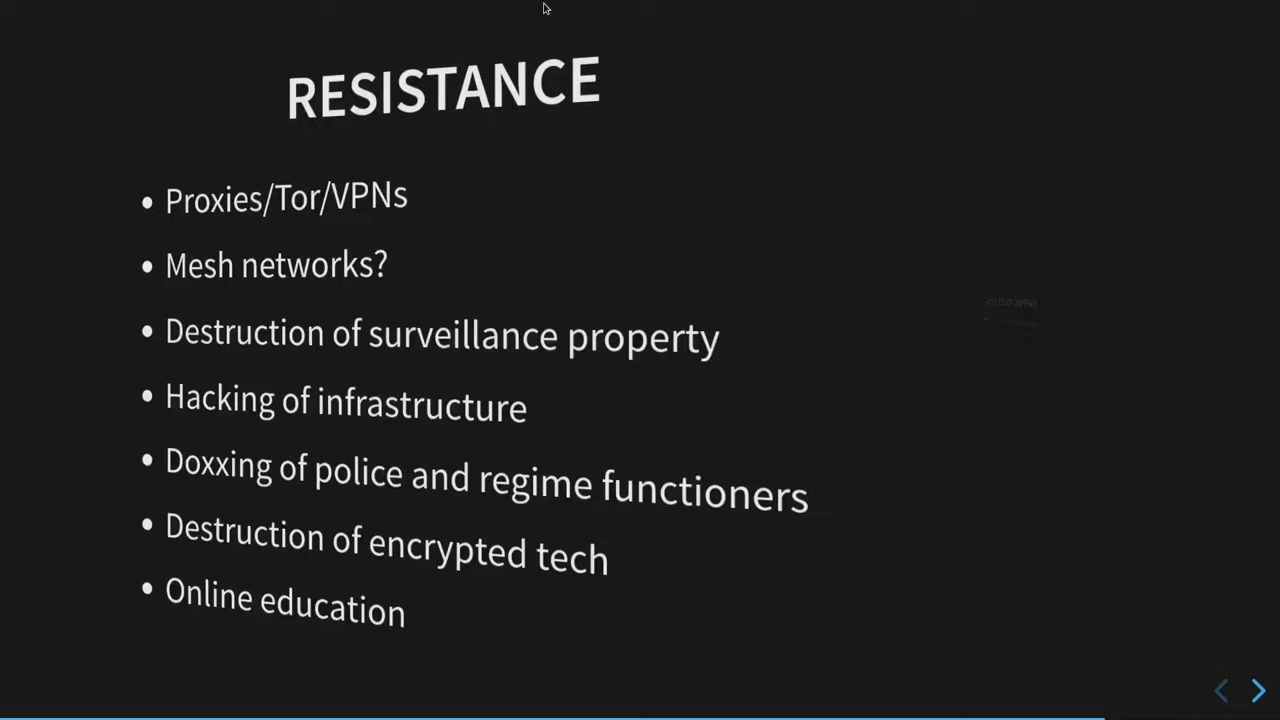 RESISTANCE
• Proxies/Tor/VPNs
• Mesh networks?
• Destruction of surveillance property
• Hacking of infrastructure
• Doxxing of police and regime functioners
• Destruction of encrypted tech
• Online education